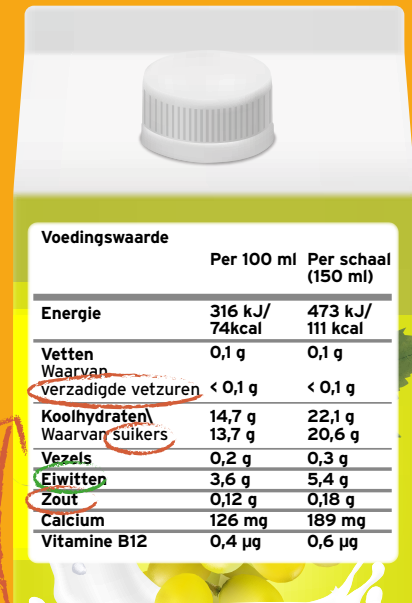 Voedingswaarde
Per 100 ml Per schaal
(150 ml)
Energie 316 kJ/ 473 kJ/
74kcal 111 kcal
Vetten 0,1 g 0,1 g
Waarvan
verzadigde vetzuren < 0,1 g < 0,1 g
Koolhydraten\ 14,7 g 22,1 g
Waarvan suikers 13,7 g 20,6 g
Vezels 0,2 g 0,3 g
Eiwitten 3,6 g 5,4 g
Zout 0,12 g 0,18 g
Calcium 126 mg 189 mg
Vitamine B12 0,4 µg 0,6 µg